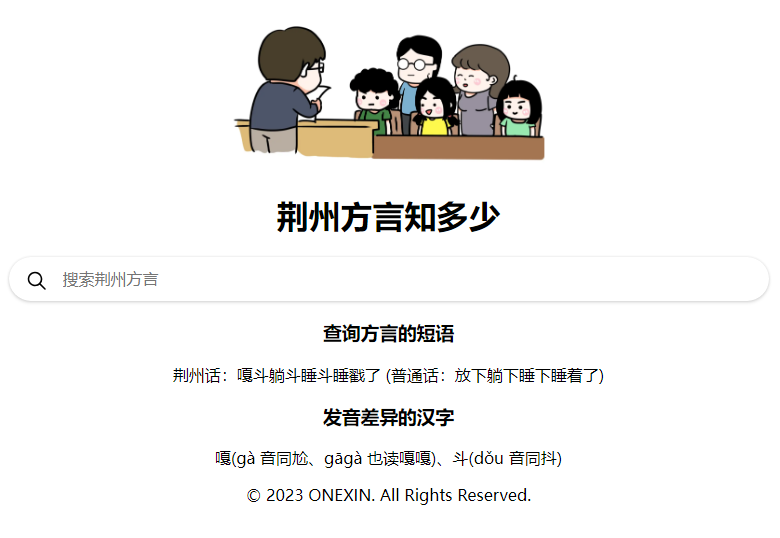 荆州方言知多少
搜索荆州方言
查询方言的短语
荆州话：嘎斗躺斗睡斗睡戳了 (普通话：放下躺下睡下睡着了)
发音差异的汉字
嘎(gà 音同尬、gāgà 也读嘎嘎)、斗(dǒu 音同抖)
© 2023 ONEXIN. All Rights Reserved.